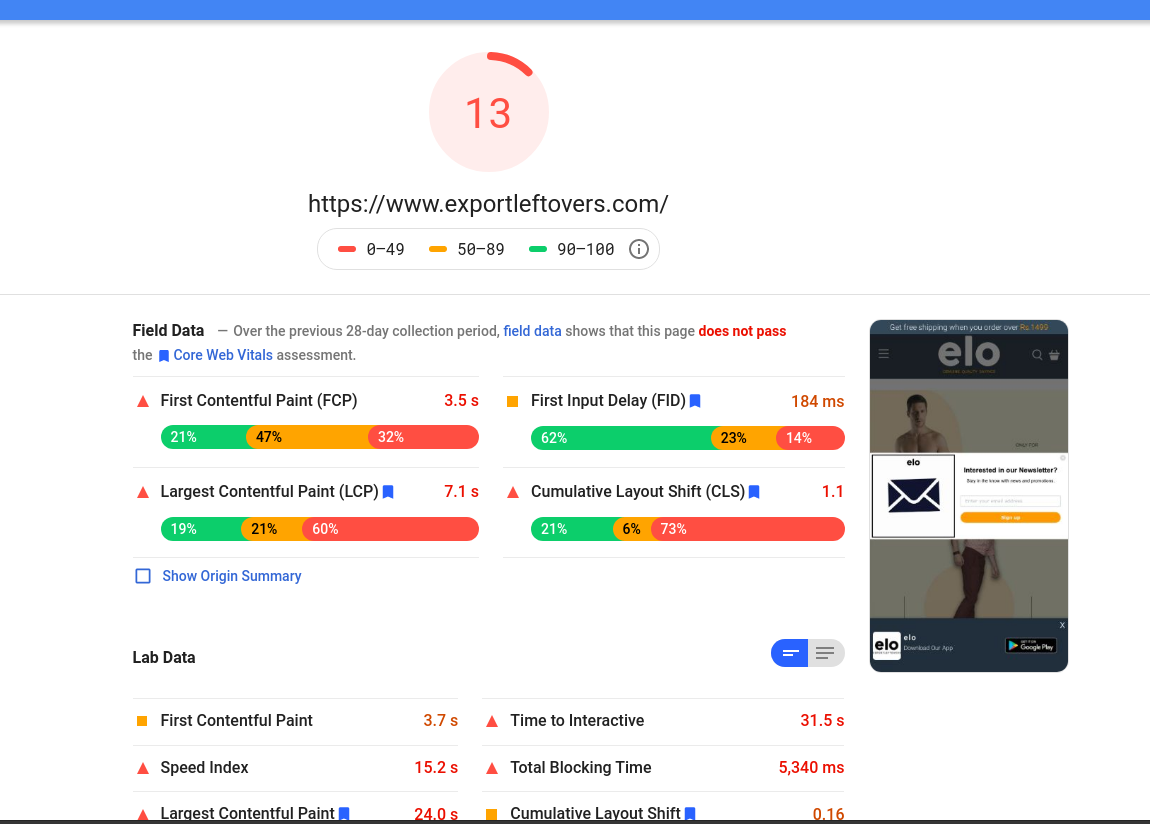 13
https://www.exportleftovers.com/
0–49 50–89 90–100
Field Data — Over the previous 28-day collection period, field data shows that this page does not pass
the Core Web Vitals assessment.
First Contentful Paint (FCP) 3.5 s
21% 47% 32%
First Input Delay (FID) 184 ms
62% 23% 14%
Largest Contentful Paint (LCP) 7.1 s
19% 21% 60%
Cumulative Layout Shift (CLS) 1.1
21% 6% 73%
Show Origin Summary
Lab Data
First Contentful Paint 3.7 s
Time to Interactive 31.5 s
Speed Index 15.2 s
Total Blocking Time 5,340 ms
Largest Contentful Paint 24.0 s
Cumulative Layout Shift 0.16
Get free shipping when you order over Rs.1499
elo
elo
Interested in our Newsletter?
Stay in the know with news and promotions.
Enter your email address
Sign up
X
elo
elo
Download Our App
GET IT ON
Google Play